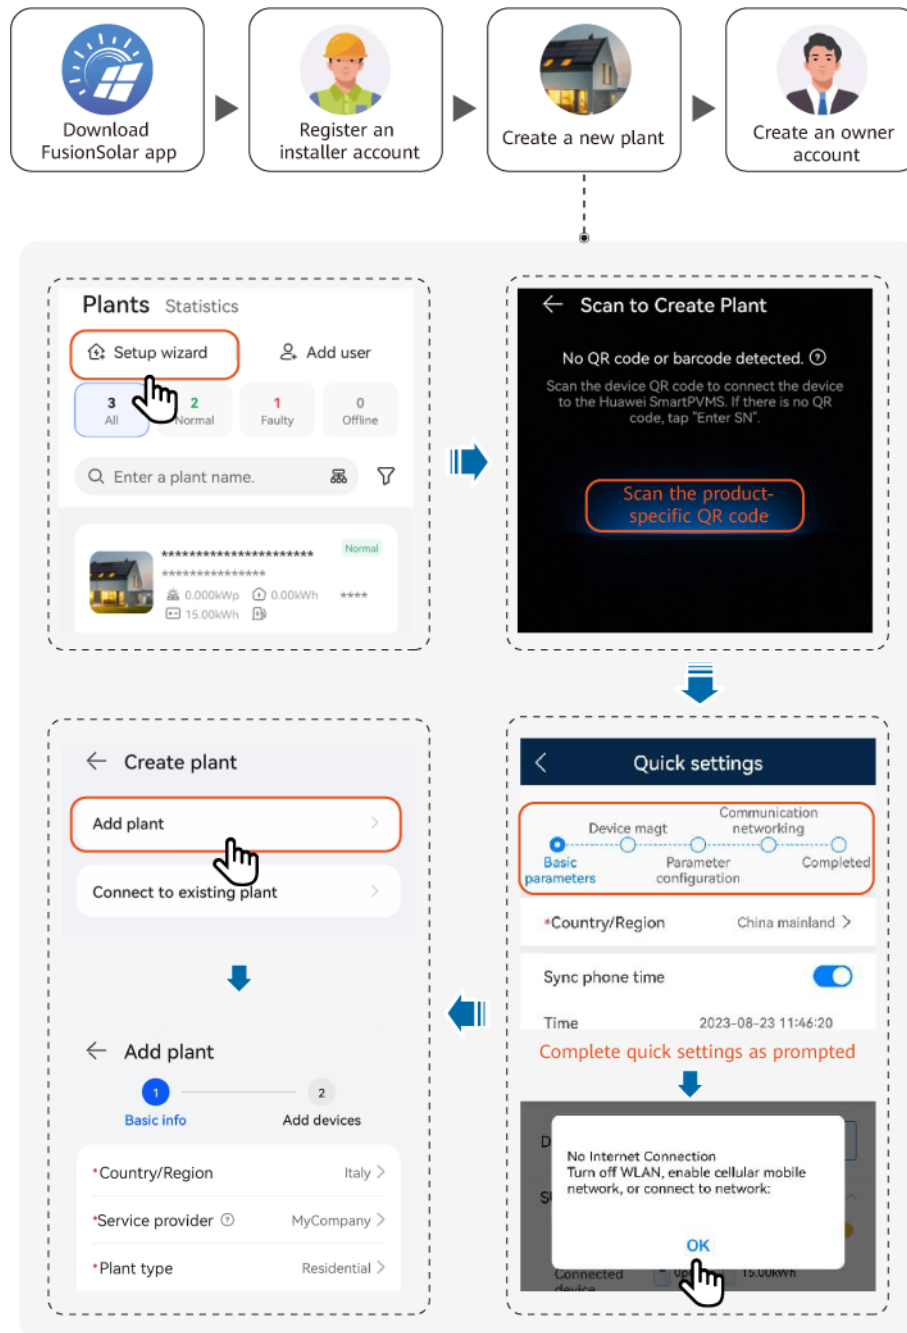 Download
FusionSolar app
Register an
installer account
Create a new plant
Create an owner
account
Plants Statistics
Setup wizard
Add user
3
All
2
Normal
1
Faulty
0
Offline
Enter a plant name.
**********************
Normal
***************
0.000kWp 0.00kWh ****
15.00kWh
Scan to Create Plant
No QR code or barcode detected.
Scan the device QR code to connect the device
to the Huawei SmartPVMS. If there is no QR
code, tap "Enter SN".
Scan the product-
specific QR code
Quick settings
Communication
Device magt networking
Basic Parameter Completed
parameters configuration
*Country/Region China mainland >
Sync phone time
Time 2023-08-23 11:46:20
Complete quick settings as prompted
No Internet Connection
Turn off WLAN, enable cellular mobile
network, or connect to network:
OK
Connected 15.00kWh
device
Create plant
Add plant
Connect to existing plant
Add plant
1 2
Basic info Add devices
*Country/Region Italy >
*Service provider MyCompany >
*Plant type Residential >